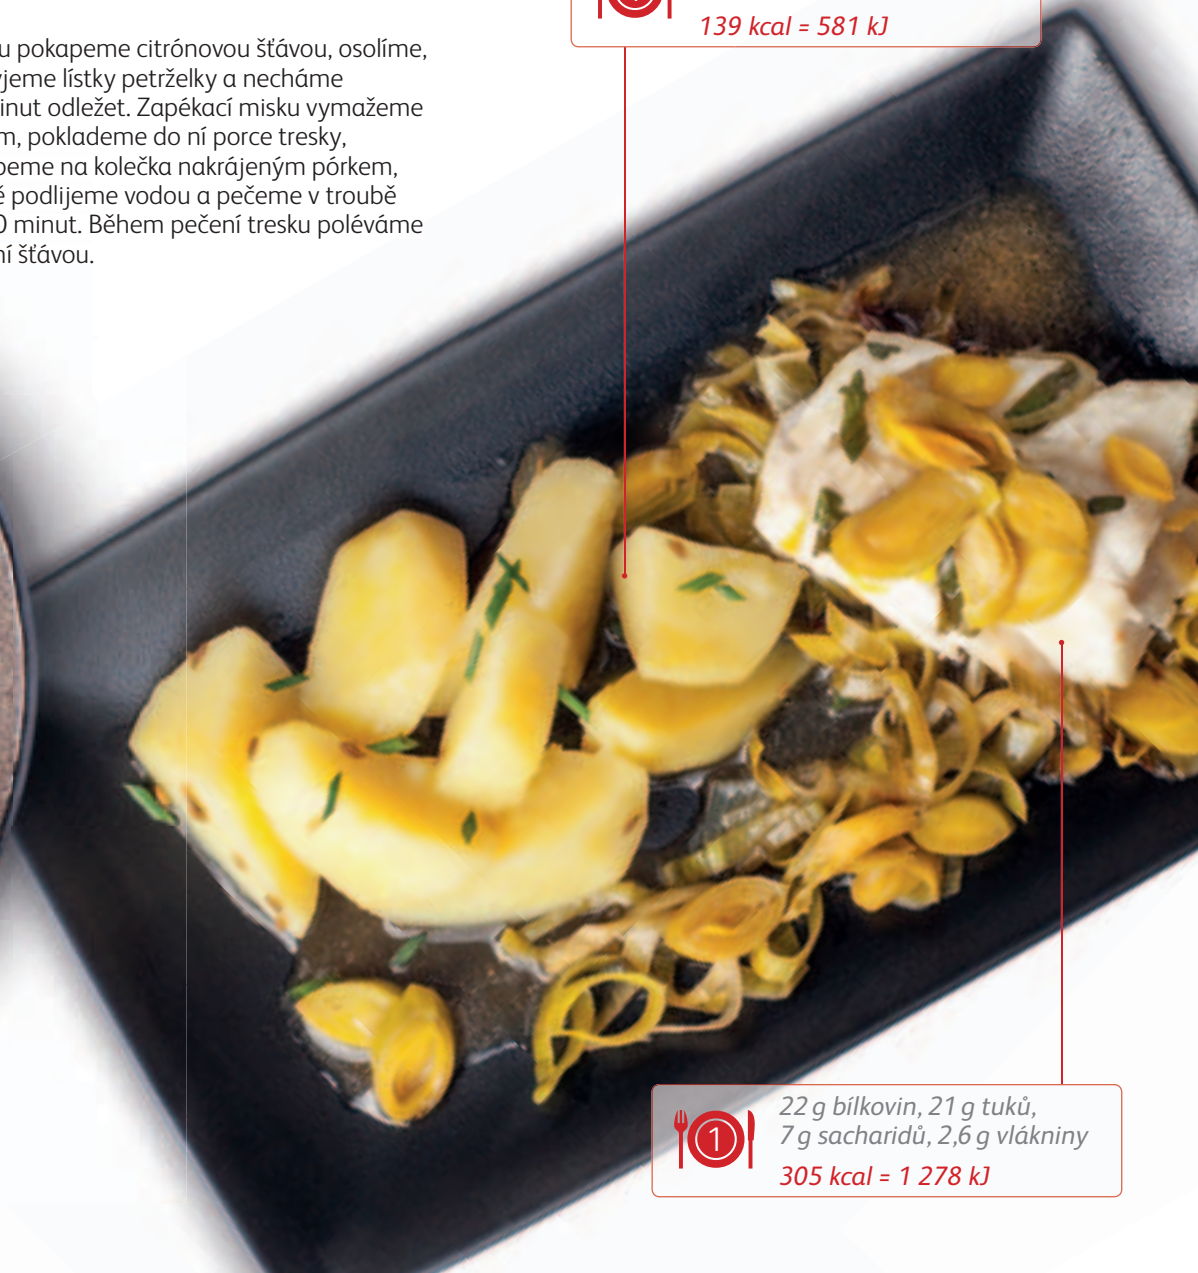 139 kcal = 581 kJ
u pokapeme citrónovou šťávou, osolíme,
yjeme lístky petrželky a necháme
inut odležet. Zapékací misku vymažeme
m, poklademe do ní porce tresky,
peme na kolečka nakrájeným pórkem,
ě podlijeme vodou a pečeme v troubě
0 minut. Během pečení tresku poléváme
ní šťávou.
1
22 g bílkovin, 21 g tuků,
7 g sacharidů, 2,6 g vlákniny
305 kcal = 1 278 kJ